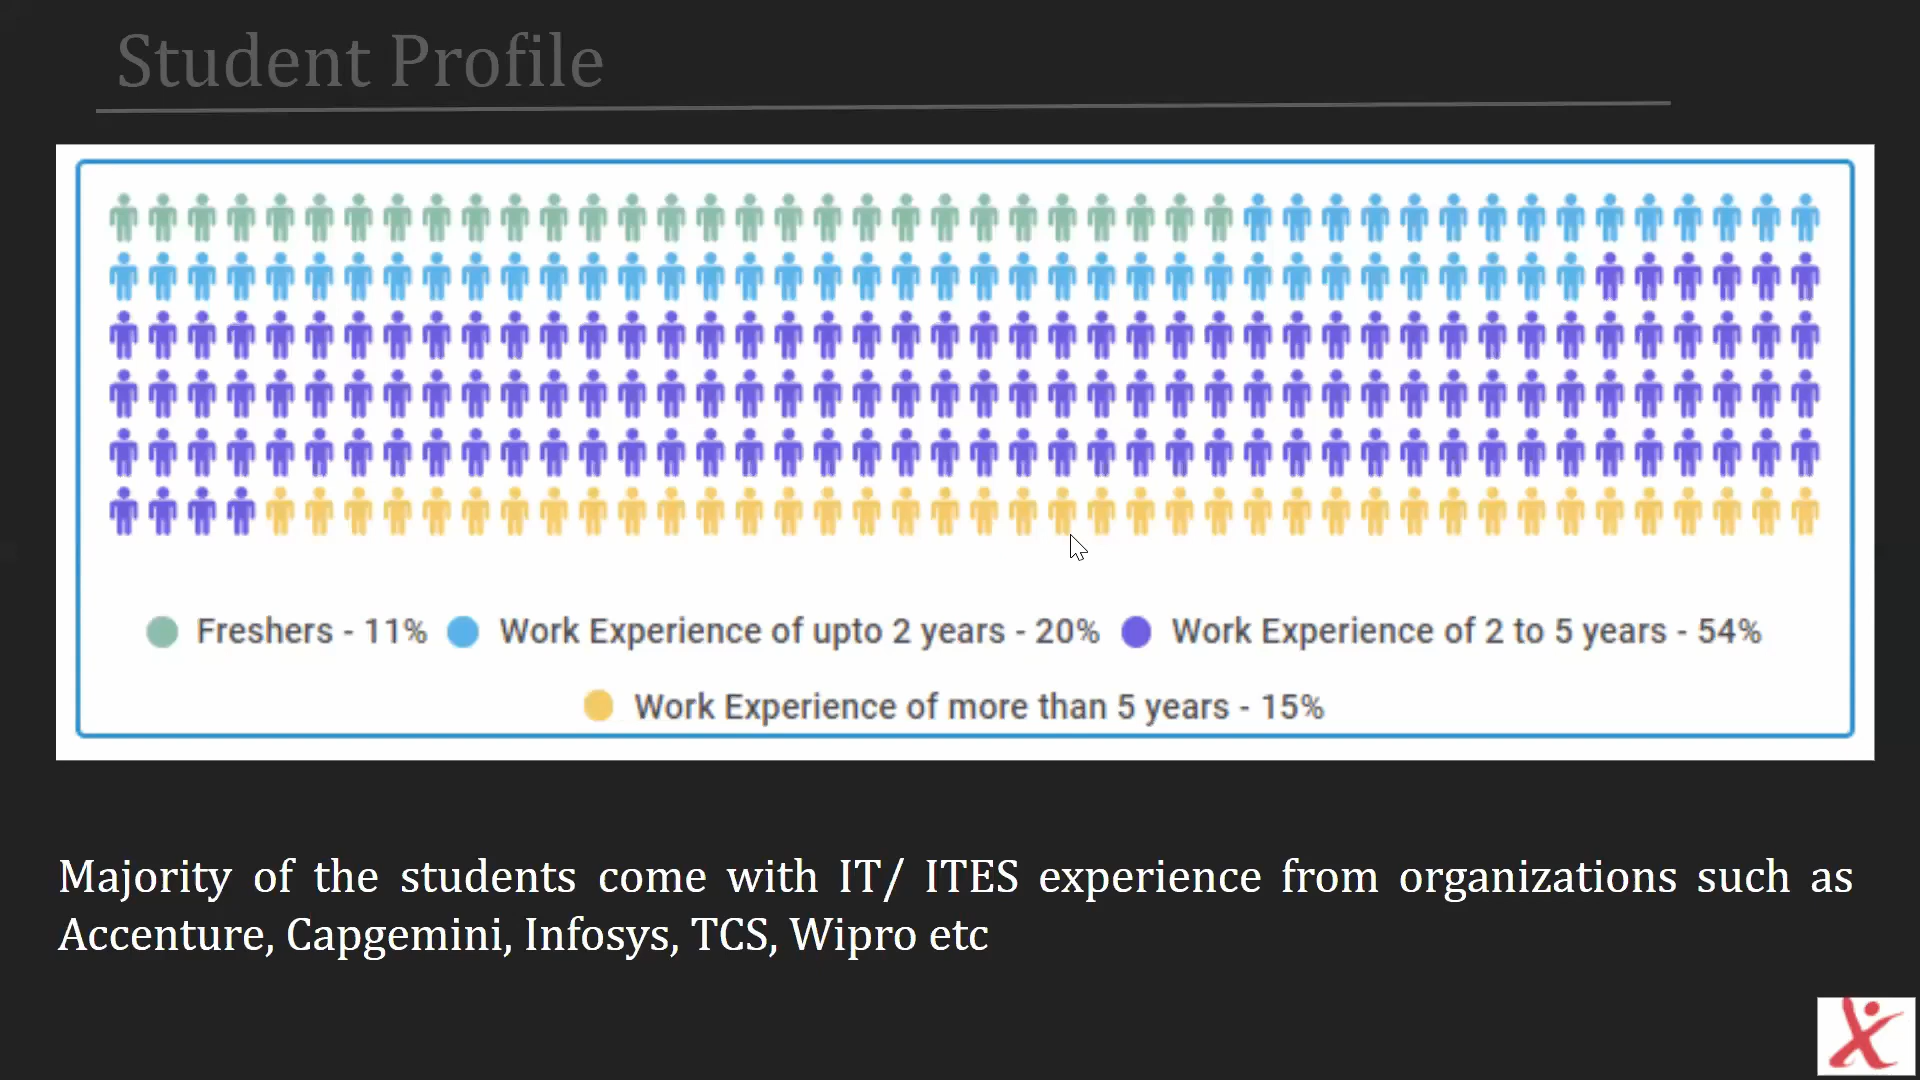 Student Profile
Freshers - 11% Work Experience of upto 2 years - 20% Work Experience of 2 to 5 years - 54%
Work Experience of more than 5 years - 15%
Majority of the students come with IT/ ITES experience from organizations such as
Accenture, Capgemini, Infosys, TCS, Wipro etc